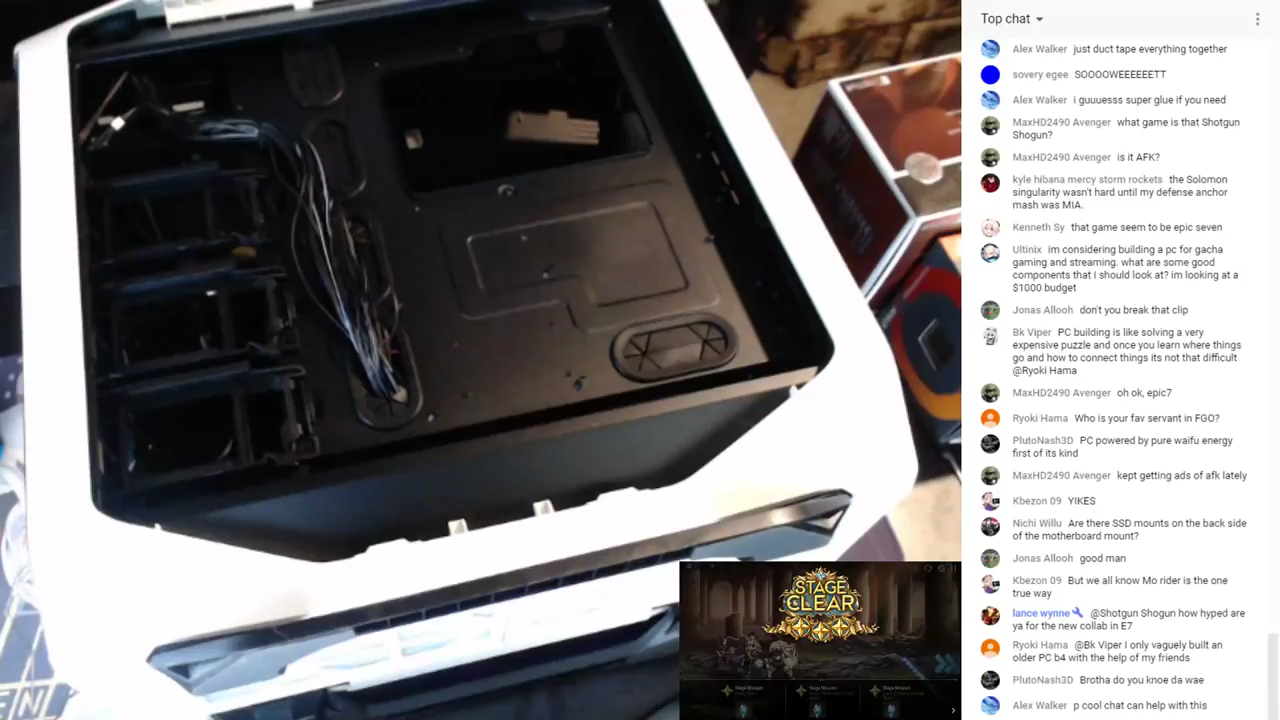 Top chat
Alex Walker just duct tape everything together
sovery egee SOOOOWEEEEEETT
Alex Walker i guuuesss super glue if you need
MaxHD2490 Avenger what game is that Shotgun
Shogun?
MaxHD2490 Avenger is it AFK?
kyle hibana mercy storm rockets the Solomon
singularity wasn't hard until my defense anchor
mash was MIA.
Kenneth Sy that game seem to be epic seven
Ultinix im considering building a pc for gacha
gaming and streaming. what are some good
components that I should look at? im looking at a
$1000 budget
Jonas Allooh don't you break that clip
Bk Viper PC building is like solving a very
expensive puzzle and once you learn where things
go and how to connect things its not that difficult
@Ryoki Hama
MaxHD2490 Avenger oh ok, epic7
Ryoki Hama Who is your fav servant in FGO?
PlutoNash3D PC powered by pure waifu energy
first of its kind
MaxHD2490 Avenger kept getting ads of afk lately
Kbezon 09 YIKES
Nichi Willu Are there SSD mounts on the back side
of the motherboard mount?
Jonas Allooh good man
Kbezon 09 But we all know Mo rider is the one
true way
lance wynne @Shotgun Shogun how hyped are
ya for the new collab in E7
Ryoki Hama @Bk Viper I only vaguely built an
older PC b4 with the help of my friends
PlutoNash3D Brotha do you knoe da wae
Alex Walker p cool chat can help with this
STAGE
CLEAR
Stage Mission
Stage Mission
Stage Mission